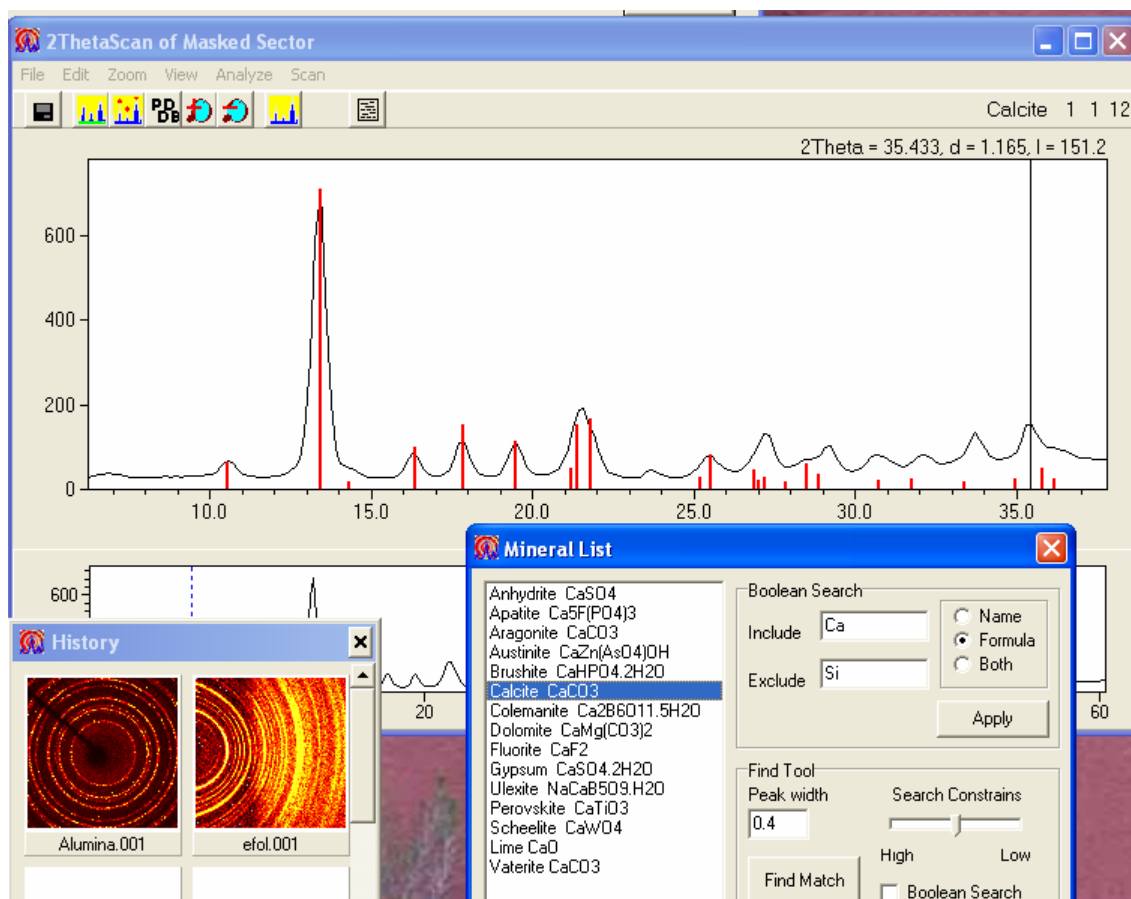 2ThetaScan of Masked Sector
File Edit Zoom View Analyze Scan
PD DB
Calcite 1 1 12
2Theta = 35.433, d = 1.165, I = 151.2
600
400
200
0
10.0 15.0 20.0 25.0 30.0 35.0
600
20
60
History
Alumina.001
efol.001
Mineral List
Anhydrite CaSO4
Apatite Ca5F(PO4)3
Aragonite CaCO3
Austinite CaZn(AsO4)OH
Brushite CaHPO4.2H2O
Calcite CaCO3
Colemanite Ca2B6O11.5H2O
Dolomite CaMg(CO3)2
Fluorite CaF2
Gypsum CaSO4.2H2O
Ulexite NaCaB5O9.H2O
Perovskite CaTiO3
Scheelite CaWO4
Lime CaO
Vaterite CaCO3
Boolean Search
Include Ca
Exclude Si
Name
Formula
Both
Apply
Find Tool
Peak width
0.4
Search Constrains
High Low
Find Match
Boolean Search